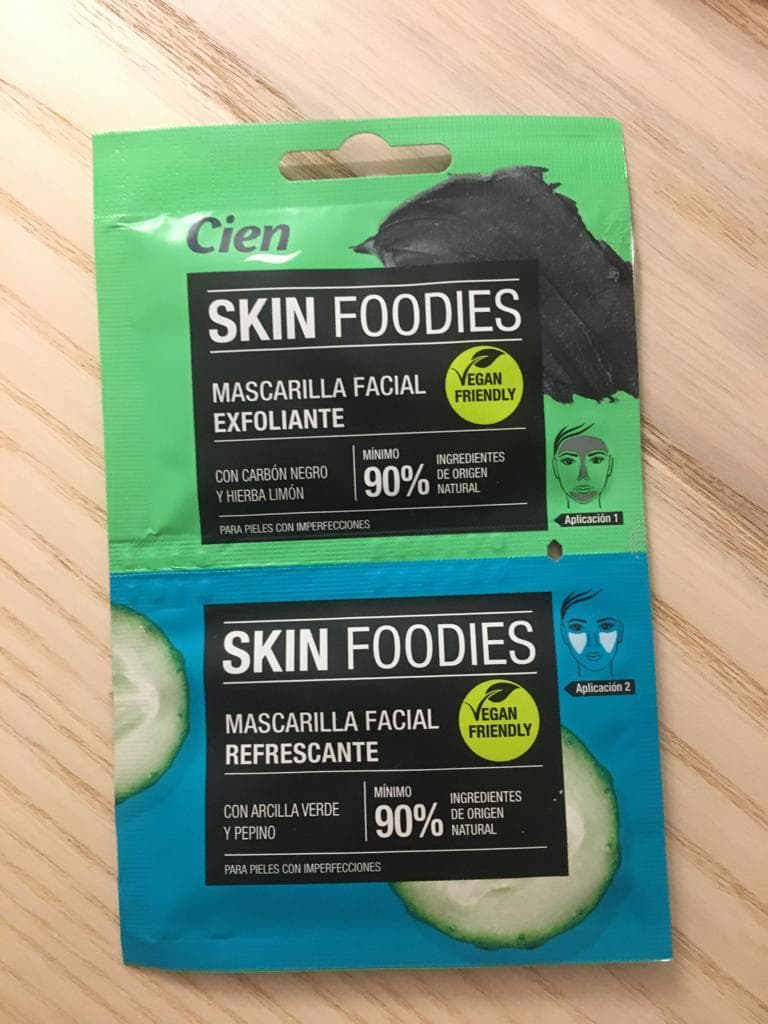 Cien
SKIN FOODIES
MASCARILLA FACIAL
EXFOLIANTE
VEGAN
FRIENDLY
CON CARBÓN NEGRO
Y HIERBA LIMÓN
MÍNIMO
90%
INGREDIENTES
DE ORIGEN
NATURAL
PARA PIELES CON IMPERFECCIONES
Aplicación 1
SKIN FOODIES
MASCARILLA FACIAL
REFRESCANTE
VEGAN
FRIENDLY
CON ARCILLA VERDE
Y PEPINO
MÍNIMO
90%
INGREDIENTES
DE ORIGEN
NATURAL
PARA PIELES CON IMPERFECCIONES
Aplicación 2